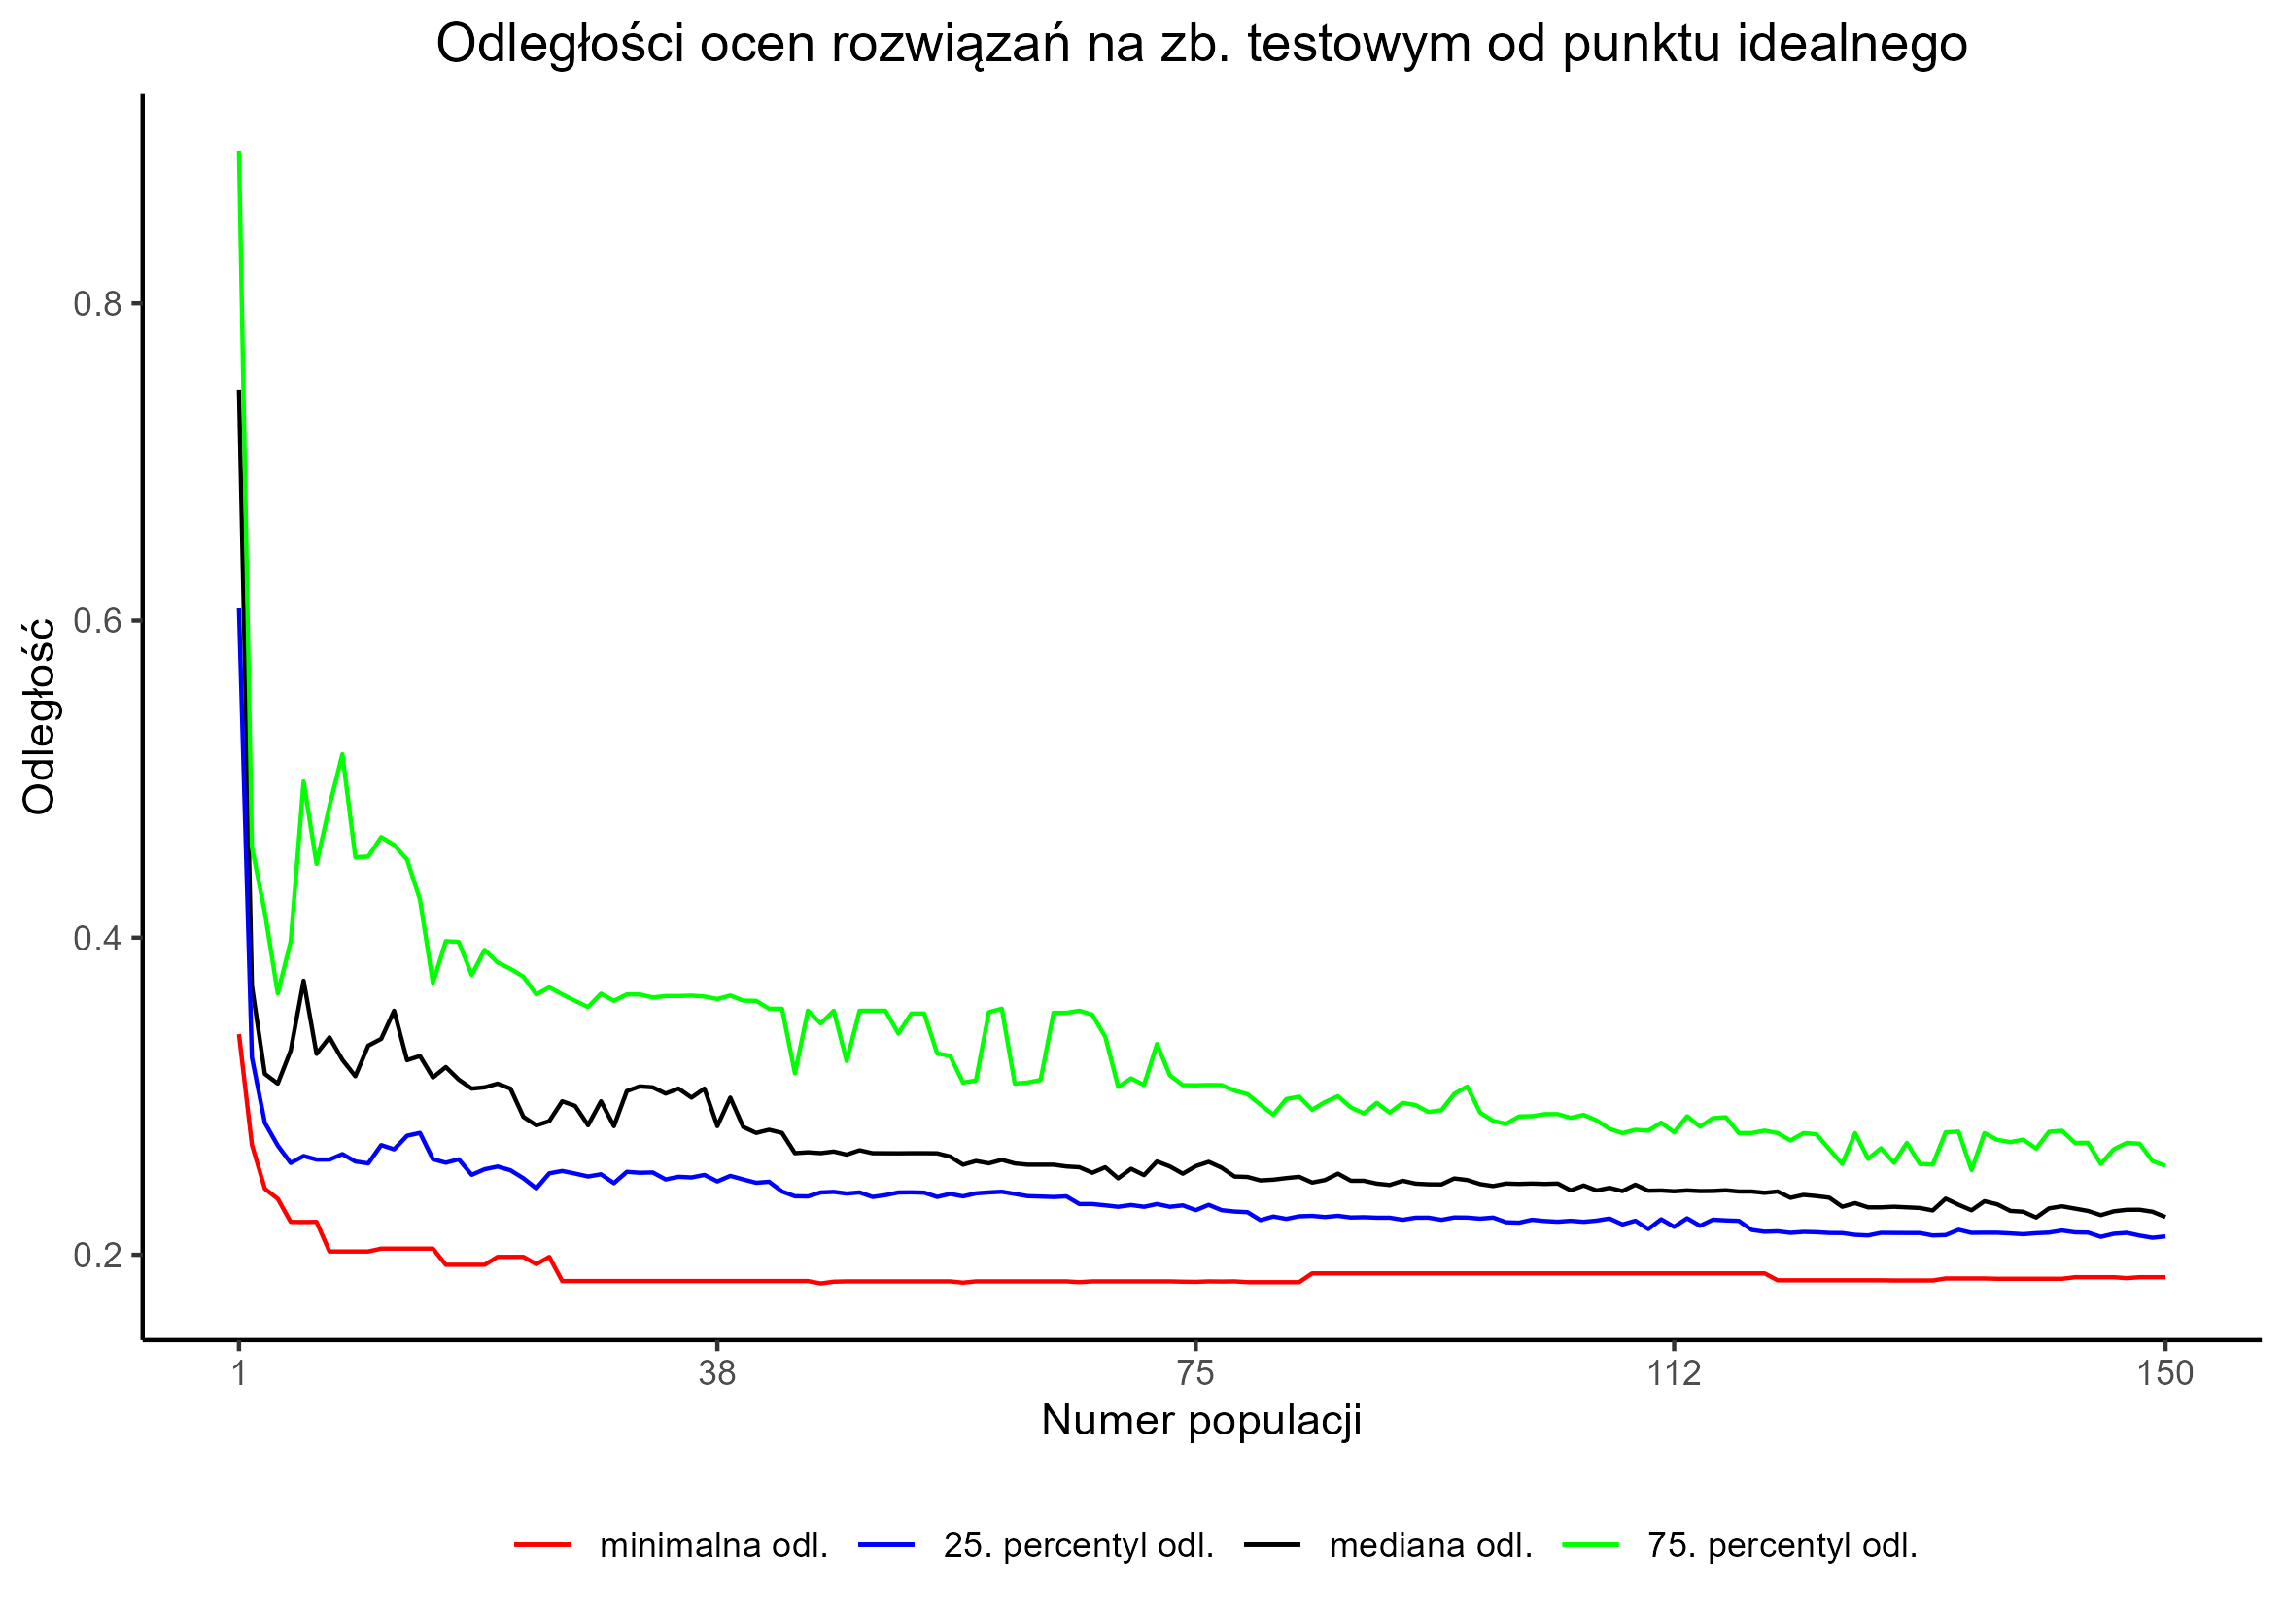 Odległości ocen rozwiązań na zb. testowym od punktu idealnego
Odległość
0.8
0.6
0.4
0.2
1 38 75 112 150
Numer populacji
minimalna odl. 25. percentyl odl. mediana odl. 75. percentyl odl.